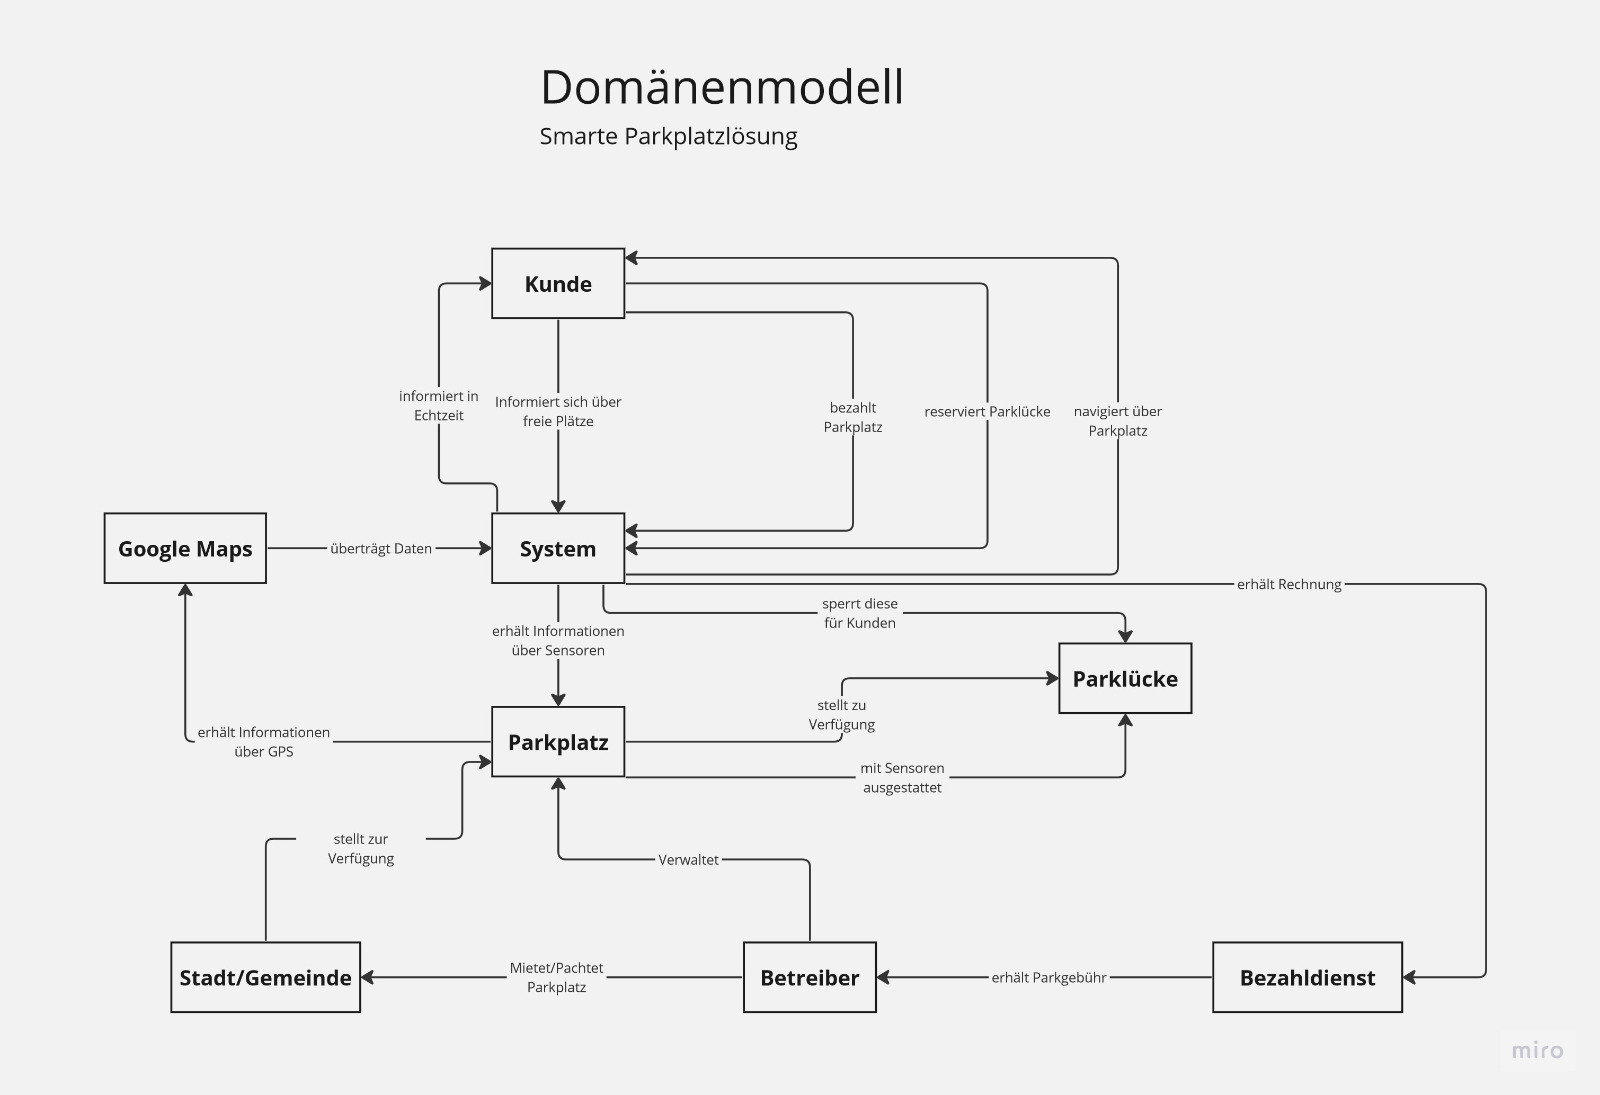 Domänenmodell
Smarte Parkplatzlösung
Kunde
informiert in
Echtzeit
Informiert sich über
freie Plätze
bezahlt
Parkplatz
reserviert Parklücke
navigiert über
Parkplatz
Google Maps
überträgt Daten
System
erhält Rechnung
sperrt diese
für Kunden
erhält Informationen
über Sensoren
Parklücke
stellt zu
Verfügung
erhält Informationen
über GPS
Parkplatz
mit Sensoren
ausgestattet
stellt zur
Verfügung
Verwaltet
Stadt/Gemeinde
Mietet/Pachtet
Parkplatz
Betreiber
erhält Parkgebühr
Bezahldienst
miro